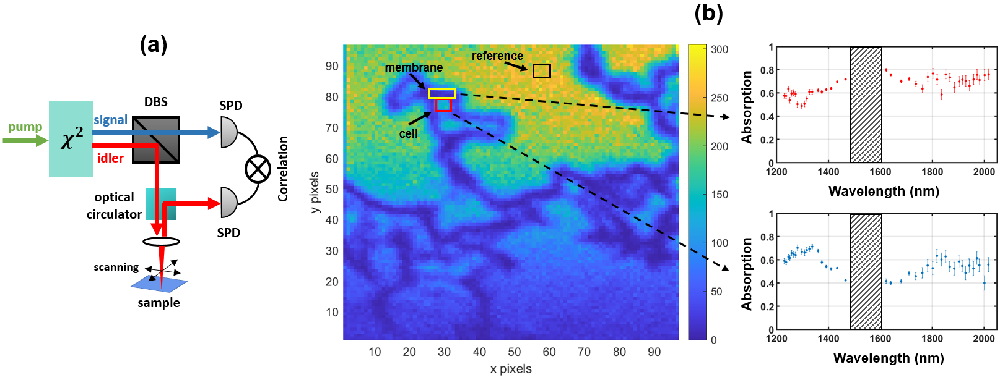 (a)
pump
χ²
signal
idler
DBS
SPD
Correlation
optical
circulator
SPD
scanning
sample
(b)
reference
membrane
cell
y pixels
90
80
70
60
50
40
30
20
10
10 20 30 40 50 60 70 80 90
x pixels
300
250
200
150
100
50
0
Absorption
1
0.8
0.6
0.4
0.2
0
1200 1400 1600 1800 2000
Wavelength (nm)
Absorption
1
0.8
0.6
0.4
0.2
0
1200 1400 1600 1800 2000
Wavelength (nm)